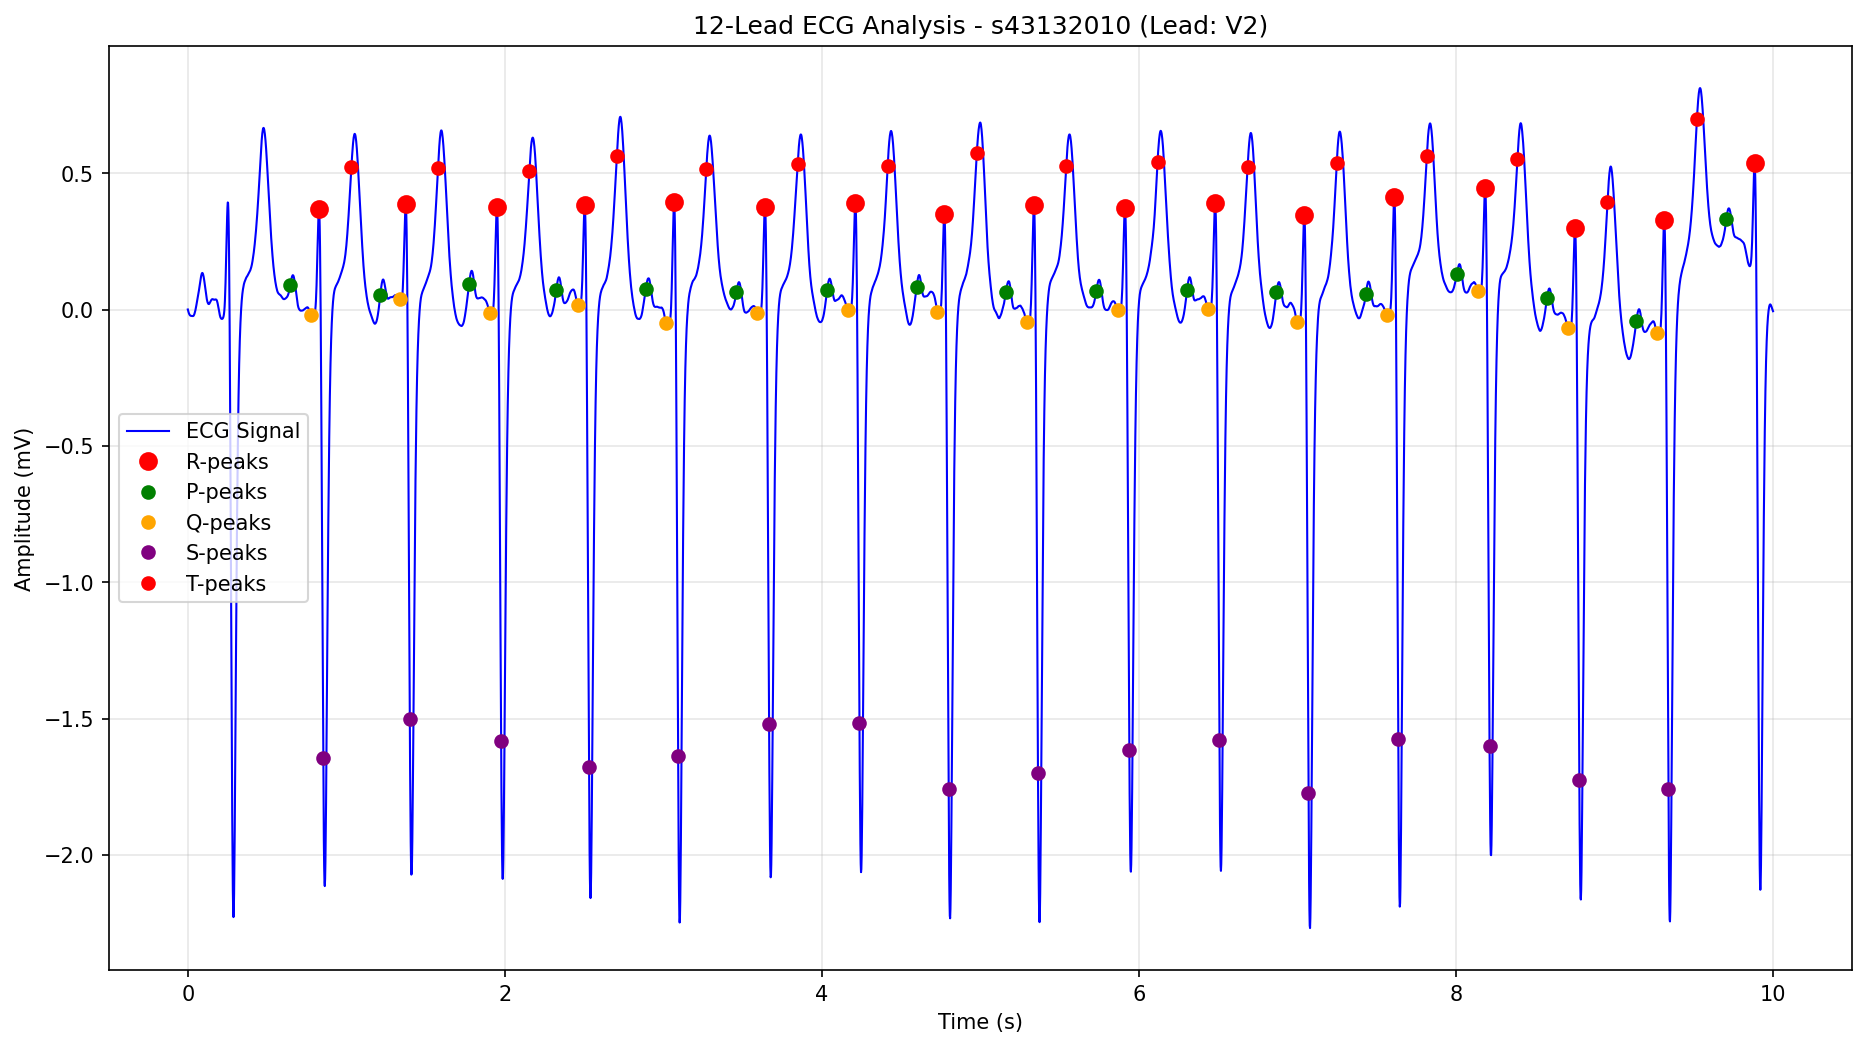 12-Lead ECG Analysis - s43132010 (Lead: V2)
Amplitude (mV)
0.5
0.0
−0.5
−1.0
−1.5
−2.0
ECG Signal
R-peaks
P-peaks
Q-peaks
S-peaks
T-peaks
0 2 4 6 8 10
Time (s)